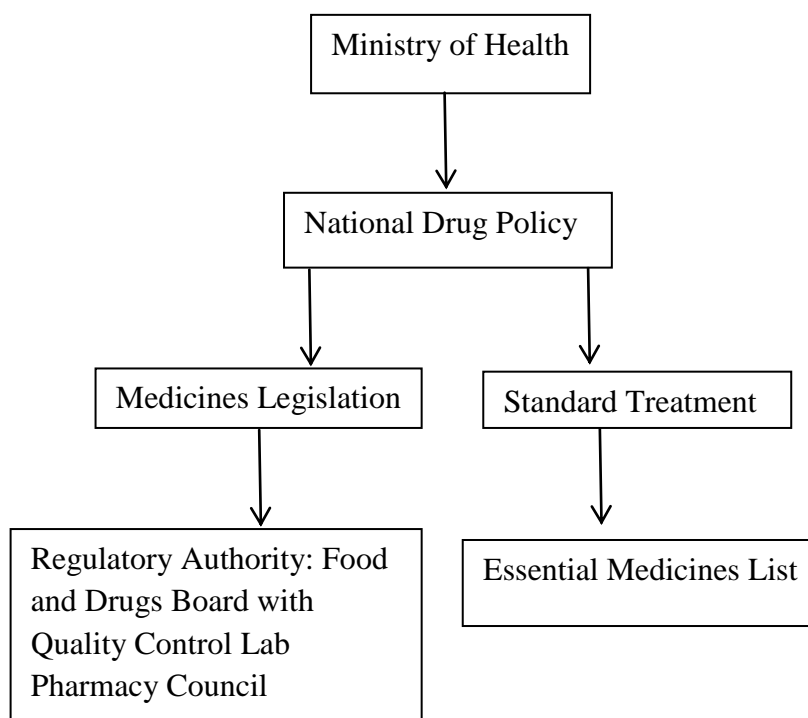 Ministry of Health
National Drug Policy
Medicines Legislation
Standard Treatment
Regulatory Authority: Food
and Drugs Board with
Quality Control Lab
Pharmacy Council
Essential Medicines List